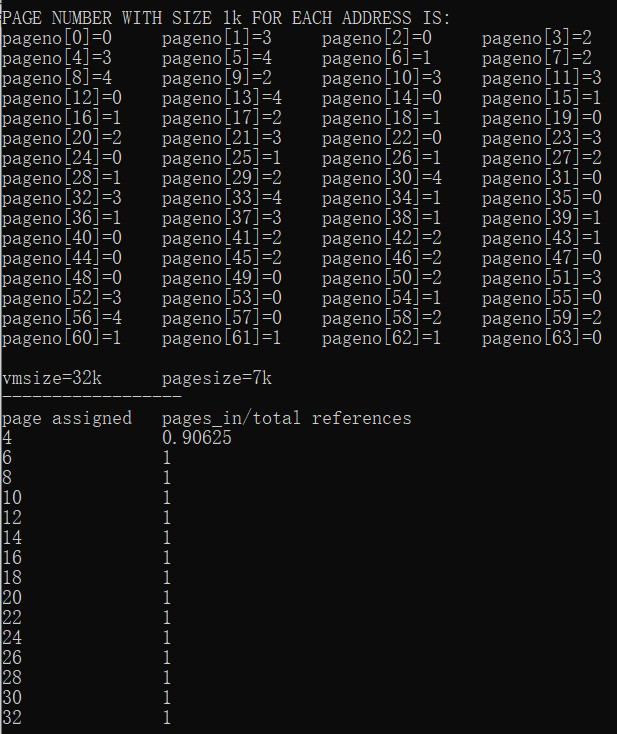 PAGE NUMBER WITH SIZE 1k FOR EACH ADDRESS IS:
pageno[0]=0 pageno[1]=3 pageno[2]=0 pageno[3]=2
pageno[4]=3 pageno[5]=4 pageno[6]=1 pageno[7]=2
pageno[8]=4 pageno[9]=2 pageno[10]=3 pageno[11]=3
pageno[12]=0 pageno[13]=4 pageno[14]=0 pageno[15]=1
pageno[16]=1 pageno[17]=2 pageno[18]=1 pageno[19]=0
pageno[20]=2 pageno[21]=3 pageno[22]=0 pageno[23]=3
pageno[24]=0 pageno[25]=1 pageno[26]=1 pageno[27]=2
pageno[28]=1 pageno[29]=2 pageno[30]=4 pageno[31]=0
pageno[32]=3 pageno[33]=4 pageno[34]=1 pageno[35]=0
pageno[36]=1 pageno[37]=3 pageno[38]=1 pageno[39]=1
pageno[40]=0 pageno[41]=2 pageno[42]=2 pageno[43]=1
pageno[44]=0 pageno[45]=2 pageno[46]=2 pageno[47]=0
pageno[48]=0 pageno[49]=0 pageno[50]=2 pageno[51]=3
pageno[52]=3 pageno[53]=0 pageno[54]=1 pageno[55]=0
pageno[56]=4 pageno[57]=0 pageno[58]=2 pageno[59]=2
pageno[60]=1 pageno[61]=1 pageno[62]=1 pageno[63]=0
vmsize=32k pagesize=7k
------------------
page assigned pages_in/total references
4 0.90625
6 1
8 1
10 1
12 1
14 1
16 1
18 1
20 1
22 1
24 1
26 1
28 1
30 1
32 1